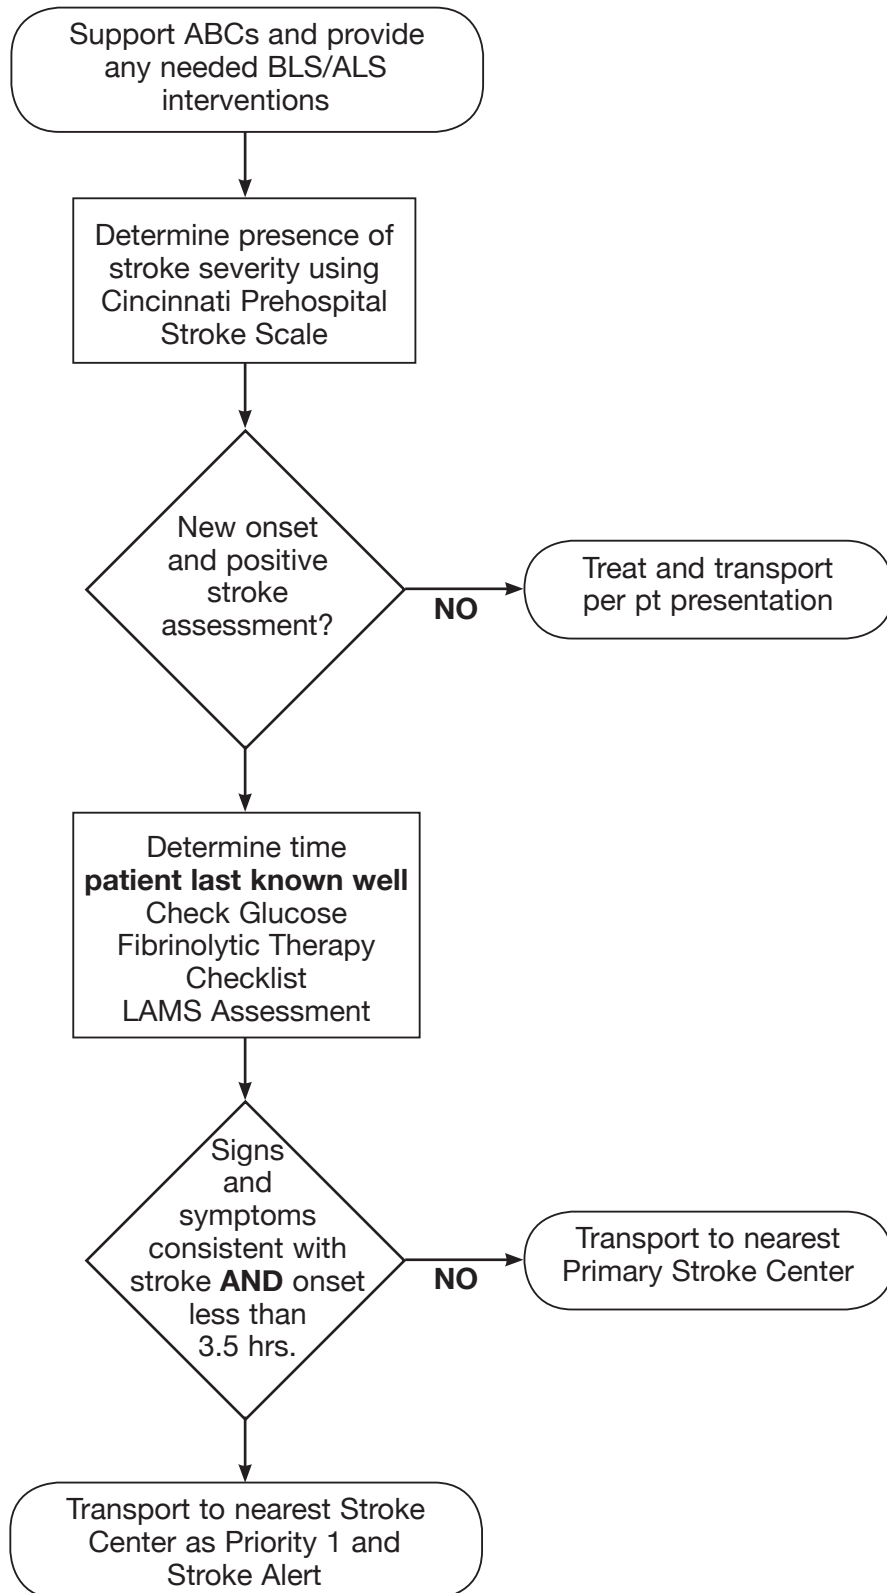 Support ABCs and provide
any needed BLS/ALS
interventions
Determine presence of
stroke severity using
Cincinnati Prehospital
Stroke Scale
New onset
and positive
stroke
assessment?
NO
Treat and transport
per pt presentation
Determine time
patient last known well
Check Glucose
Fibrinolytic Therapy
Checklist
LAMS Assessment
Signs
and
symptoms
consistent with
stroke AND onset
less than
3.5 hrs.
NO
Transport to nearest
Primary Stroke Center
Transport to nearest Stroke
Center as Priority 1 and
Stroke Alert